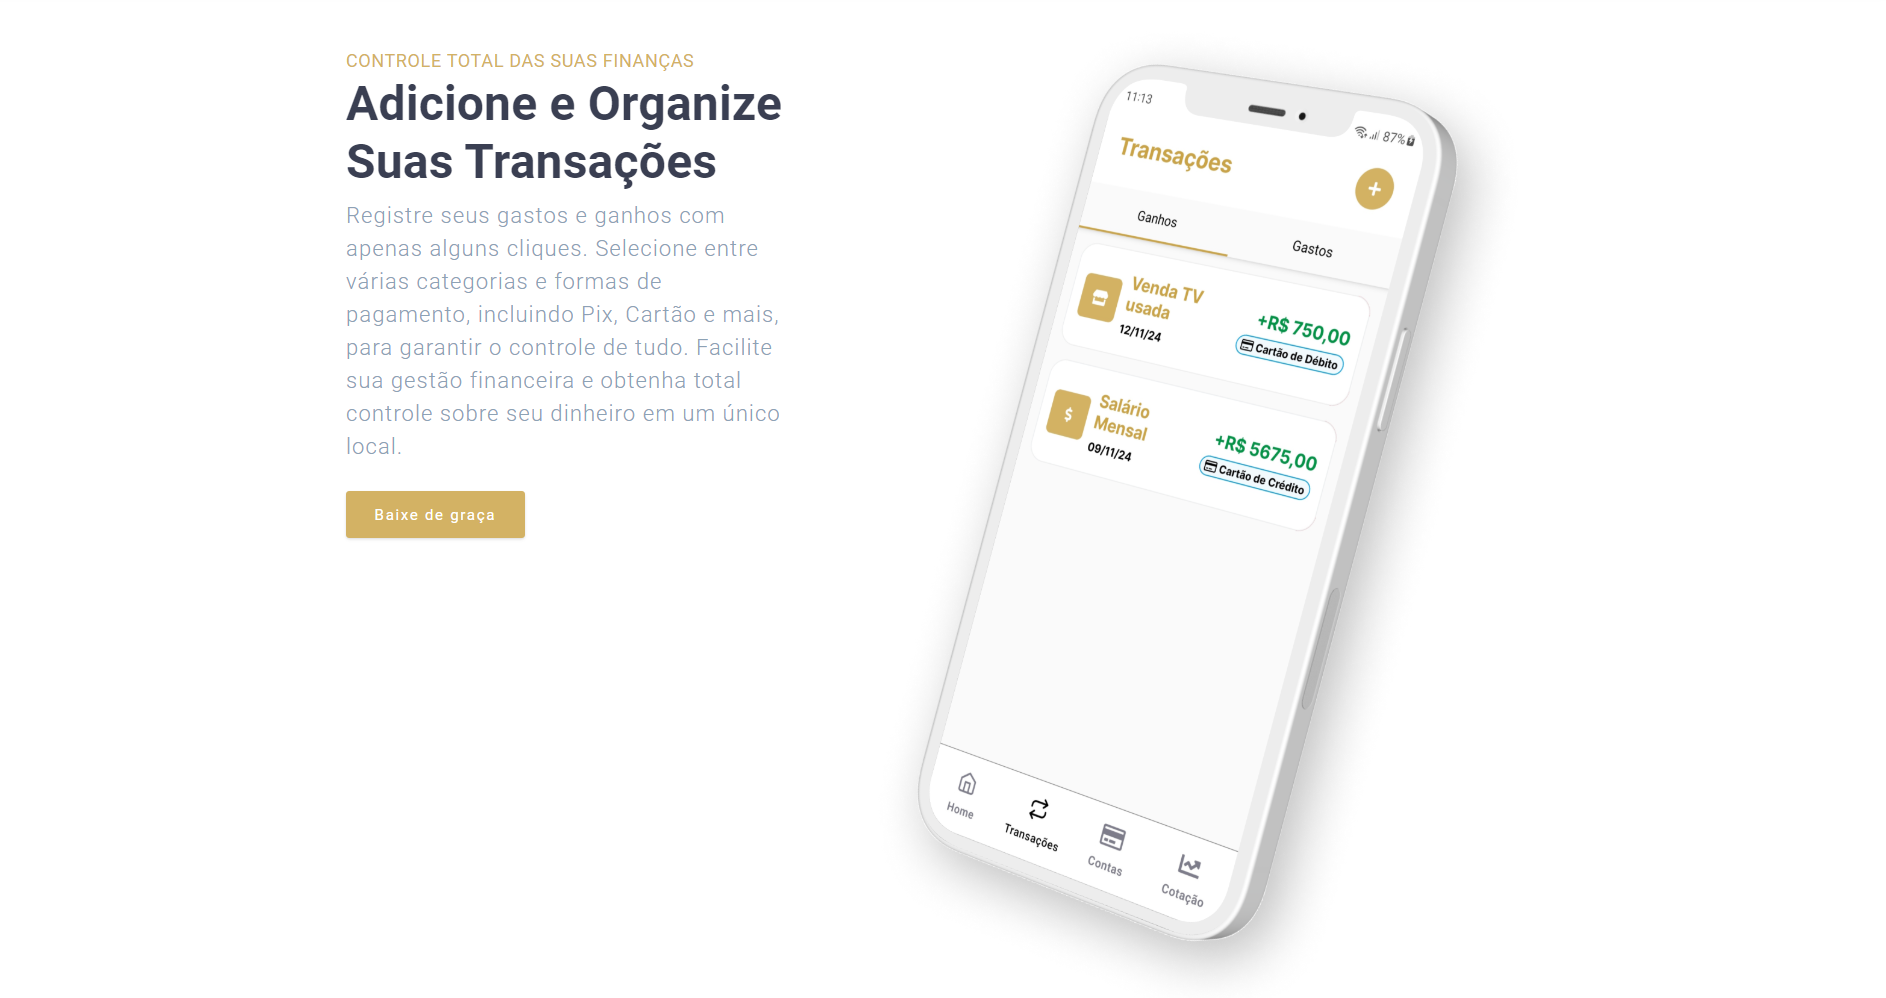 CONTROLE TOTAL DAS SUAS FINANÇAS
Adicione e Organize
Suas Transações
Registre seus gastos e ganhos com
apenas alguns cliques. Selecione entre
várias categorias e formas de
pagamento, incluindo Pix, Cartão e mais,
para garantir o controle de tudo. Facilite
sua gestão financeira e obtenha total
controle sobre seu dinheiro em um único
local.
Baixe de graça
11:13
87%
Transações
+
Ganhos
Gastos
Venda TV
usada
12/11/24
+R$ 750,00
Cartão de Débito
$
Salário
Mensal
09/11/24
+R$ 5675,00
Cartão de Crédito
Home
Transações
Contas
Cotação